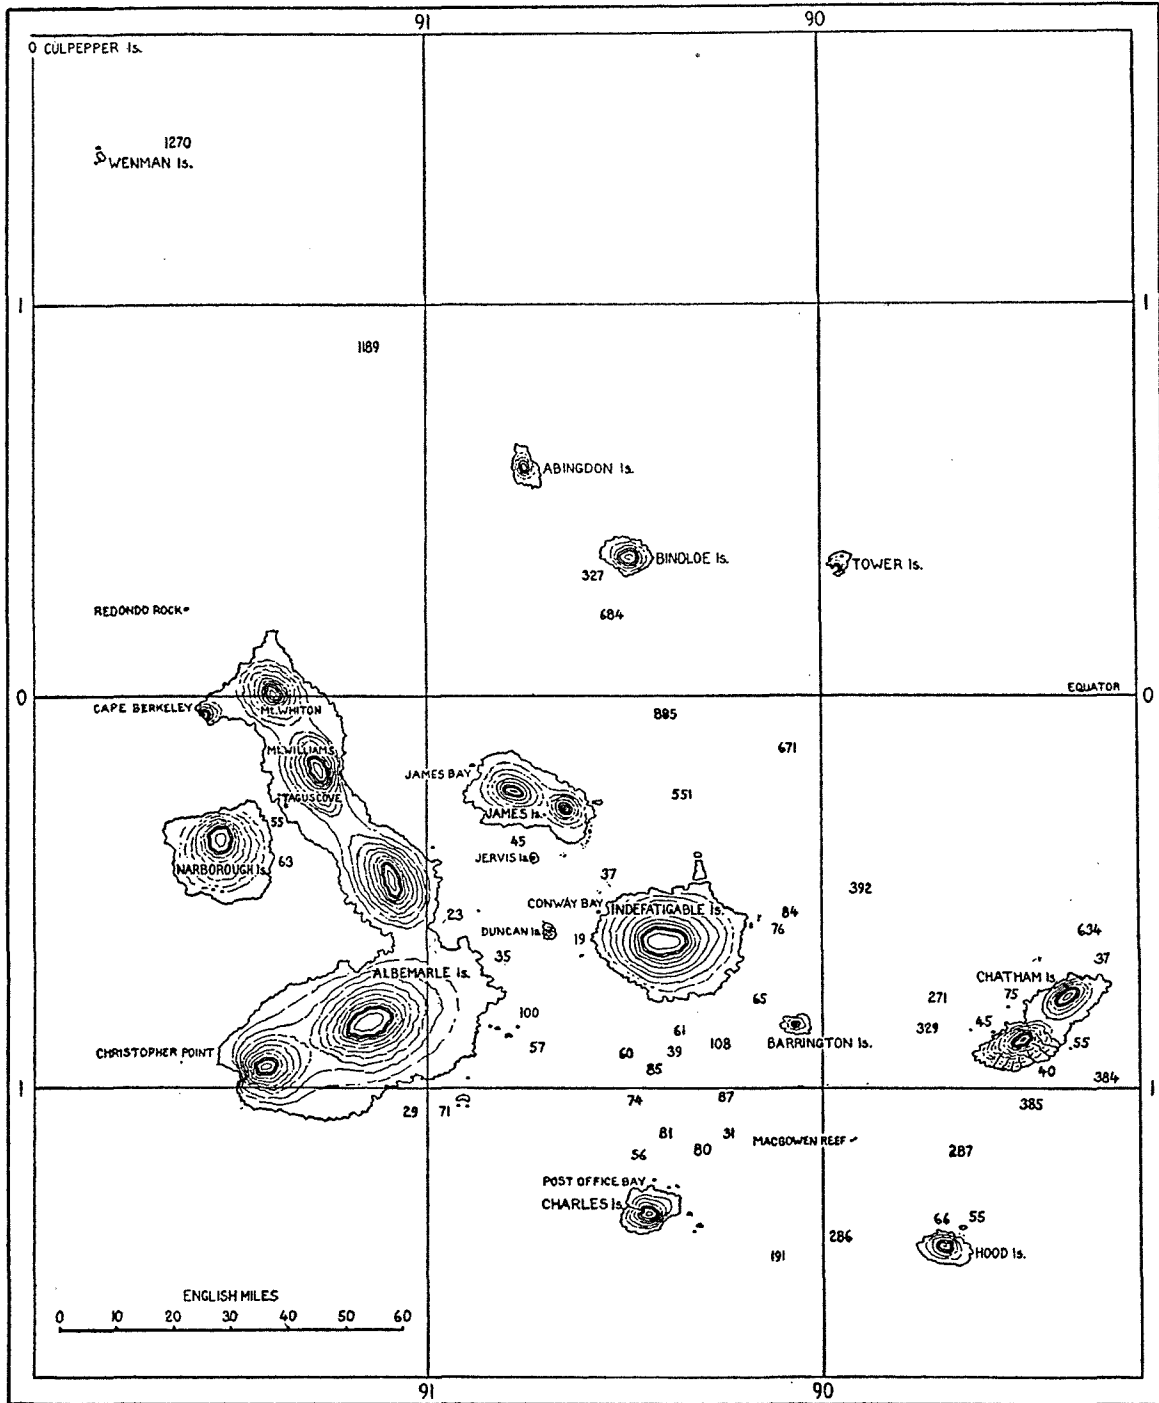 91 90
0 CULPEPPER Is.
1270
WENMAN Is.
1 1
1189
ABINGDON Is.
BINDLOE Is.
TOWER Is.
327
REDONDO ROCK
684
EQUATOR
0 0
CAPE BERKELEY
Mt. WHITON
885
671
Mt. WILLIAMS
JAMES BAY
TAGUS COVE
551
JAMES Is.
55
45
JERVIS Is.
63
NARBOROUGH Is.
37
392
CONWAY BAY
INDEFATIGABLE Is.
84
23
76
DUNCAN Is.
19
634
35
37
ALBEMARLE Is.
CHATHAM Is.
65
271
75
100
61
329
45
BARRINGTON Is.
57
108
55
CHRISTOPHER POINT
60
39
85
40
384
1 1
29
71
74
87
385
81
31
MACGOWEN REEF
56
80
287
POST OFFICE BAY
CHARLES Is.
66
55
286
191
HOOD Is.
ENGLISH MILES
0 10 20 30 40 50 60
91 90